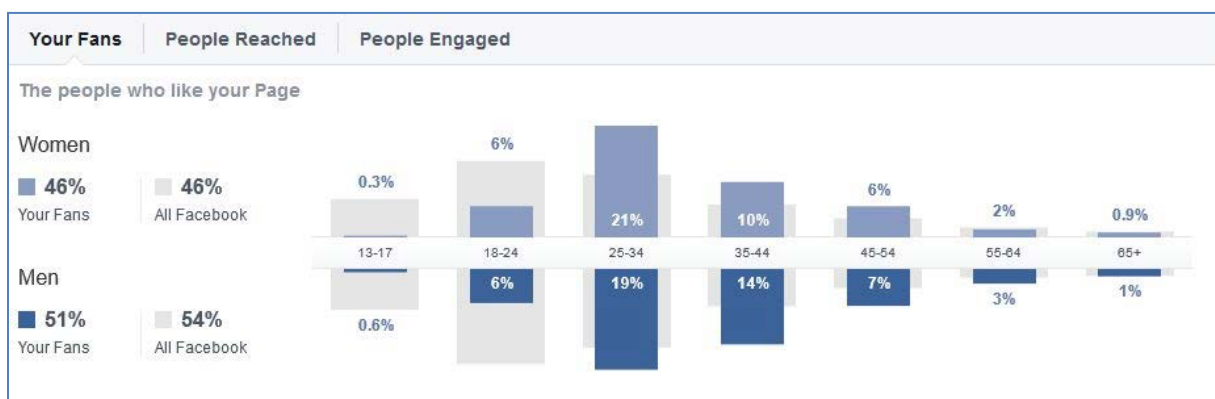 Your Fans People Reached People Engaged
The people who like your Page
Women
46% 46%
Your Fans All Facebook
0.3% 6% 21% 10% 6% 2% 0.9%
13-17 18-24 25-34 35-44 45-54 55-64 65+
Men
51% 54%
Your Fans All Facebook
0.6% 6% 19% 14% 7% 3% 1%